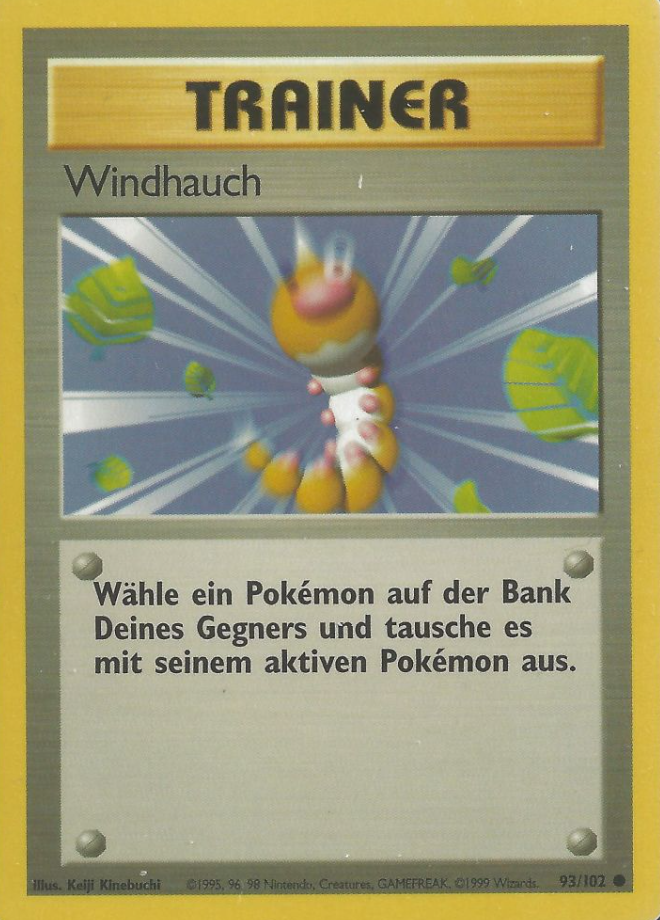 TRAINER
Windhauch
Wähle ein Pokémon auf der Bank
Deines Gegners und tausche es
mit seinem aktiven Pokémon aus.
Illus. Keiji Kinebuchi ©1995, 96, 98 Nintendo, Creatures, GAMEFREAK. ©1999 Wizards. 93/102